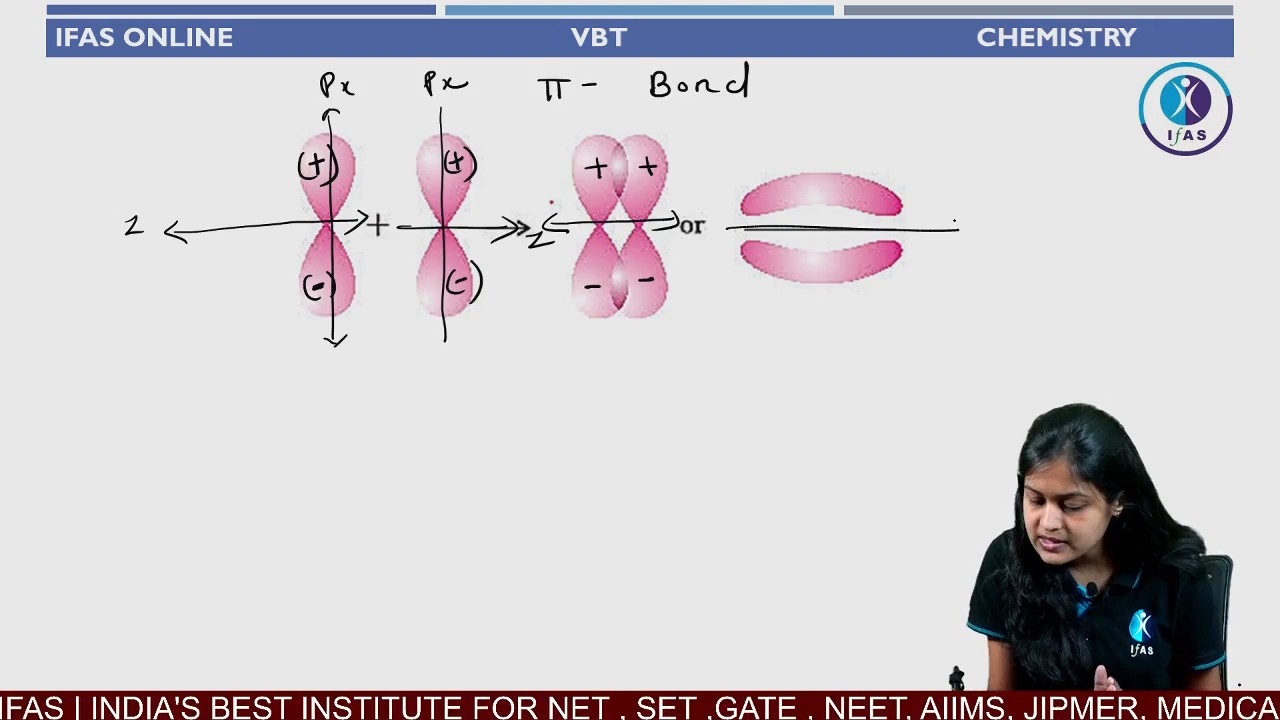 IFAS ONLINE VBT CHEMISTRY
Px Px π- Bond
IfAS
(+) (+) + +
z + z or
(-) (-) - -
IfAS
IFAS | INDIA'S BEST INSTITUTE FOR NET , SET ,GATE , NEET, AIIMS, JIPMER, MEDICA